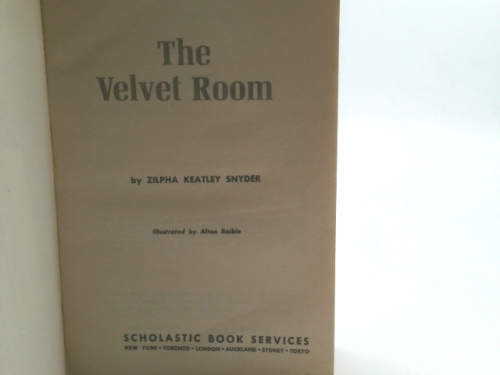 The
Velvet Room
by ZILPHA KEATLEY SNYDER
Illustrated by Alton Raible
SCHOLASTIC BOOK SERVICES
NEW YORK • TORONTO • LONDON • AUCKLAND • SYDNEY • TOKYO